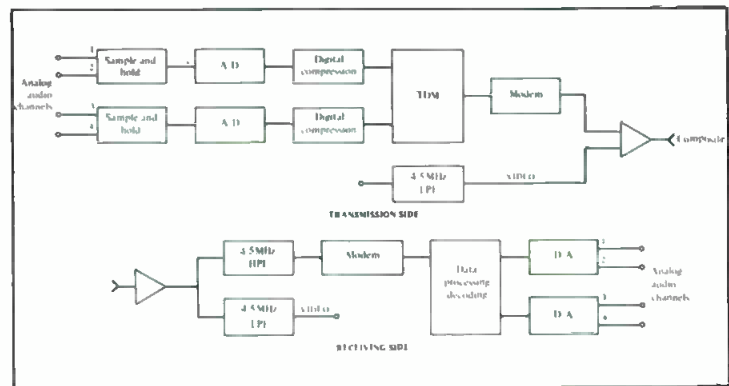 1
2
Analog
audio
channels
3
4
Sample and
hold
A/D
Digital
compression
TDM
Modem
Sample and
hold
A/D
Digital
compression
Composite
4.5MHz
LPF
VIDEO
TRANSMISSION SIDE
4.5MHz
HPF
Modem
Data
processing
decoding
D/A
1
2
Analog
audio
channels
4.5MHz
LPF
VIDEO
D/A
3
4
RECEIVING SIDE